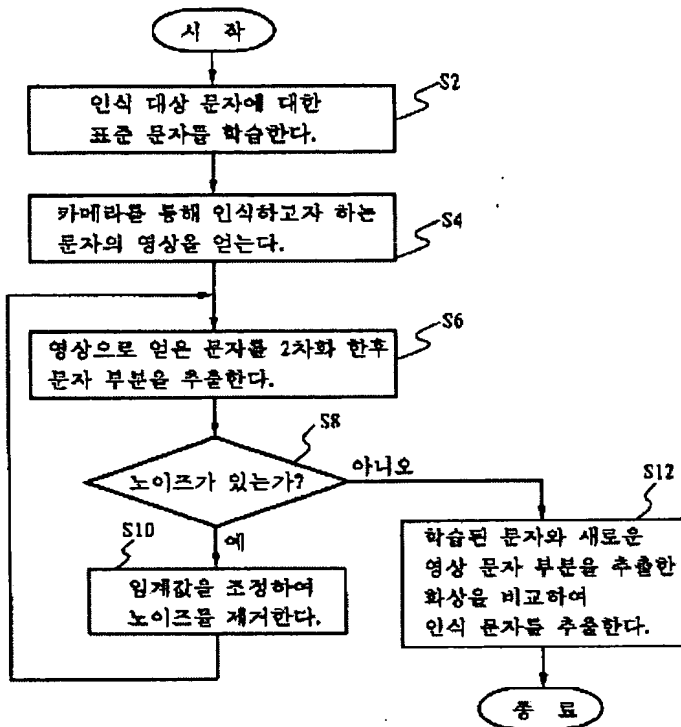 시 작
S2
인식 대상 문자에 대한
표준 문자를 학습한다.
카메라를 통해 인식하고자 하는
문자의 영상을 얻는다.
S4
S6
영상으로 얻은 문자를 2차화 한후
문자 부분을 추출한다.
S8
노이즈가 있는가?
아니오
예
S10
임계값을 조정하여
노이즈를 제거한다.
S12
학습된 문자와 새로운
영상 문자 부분을 추출한
화상을 비교하여
인식 문자를 추출한다.
종 료